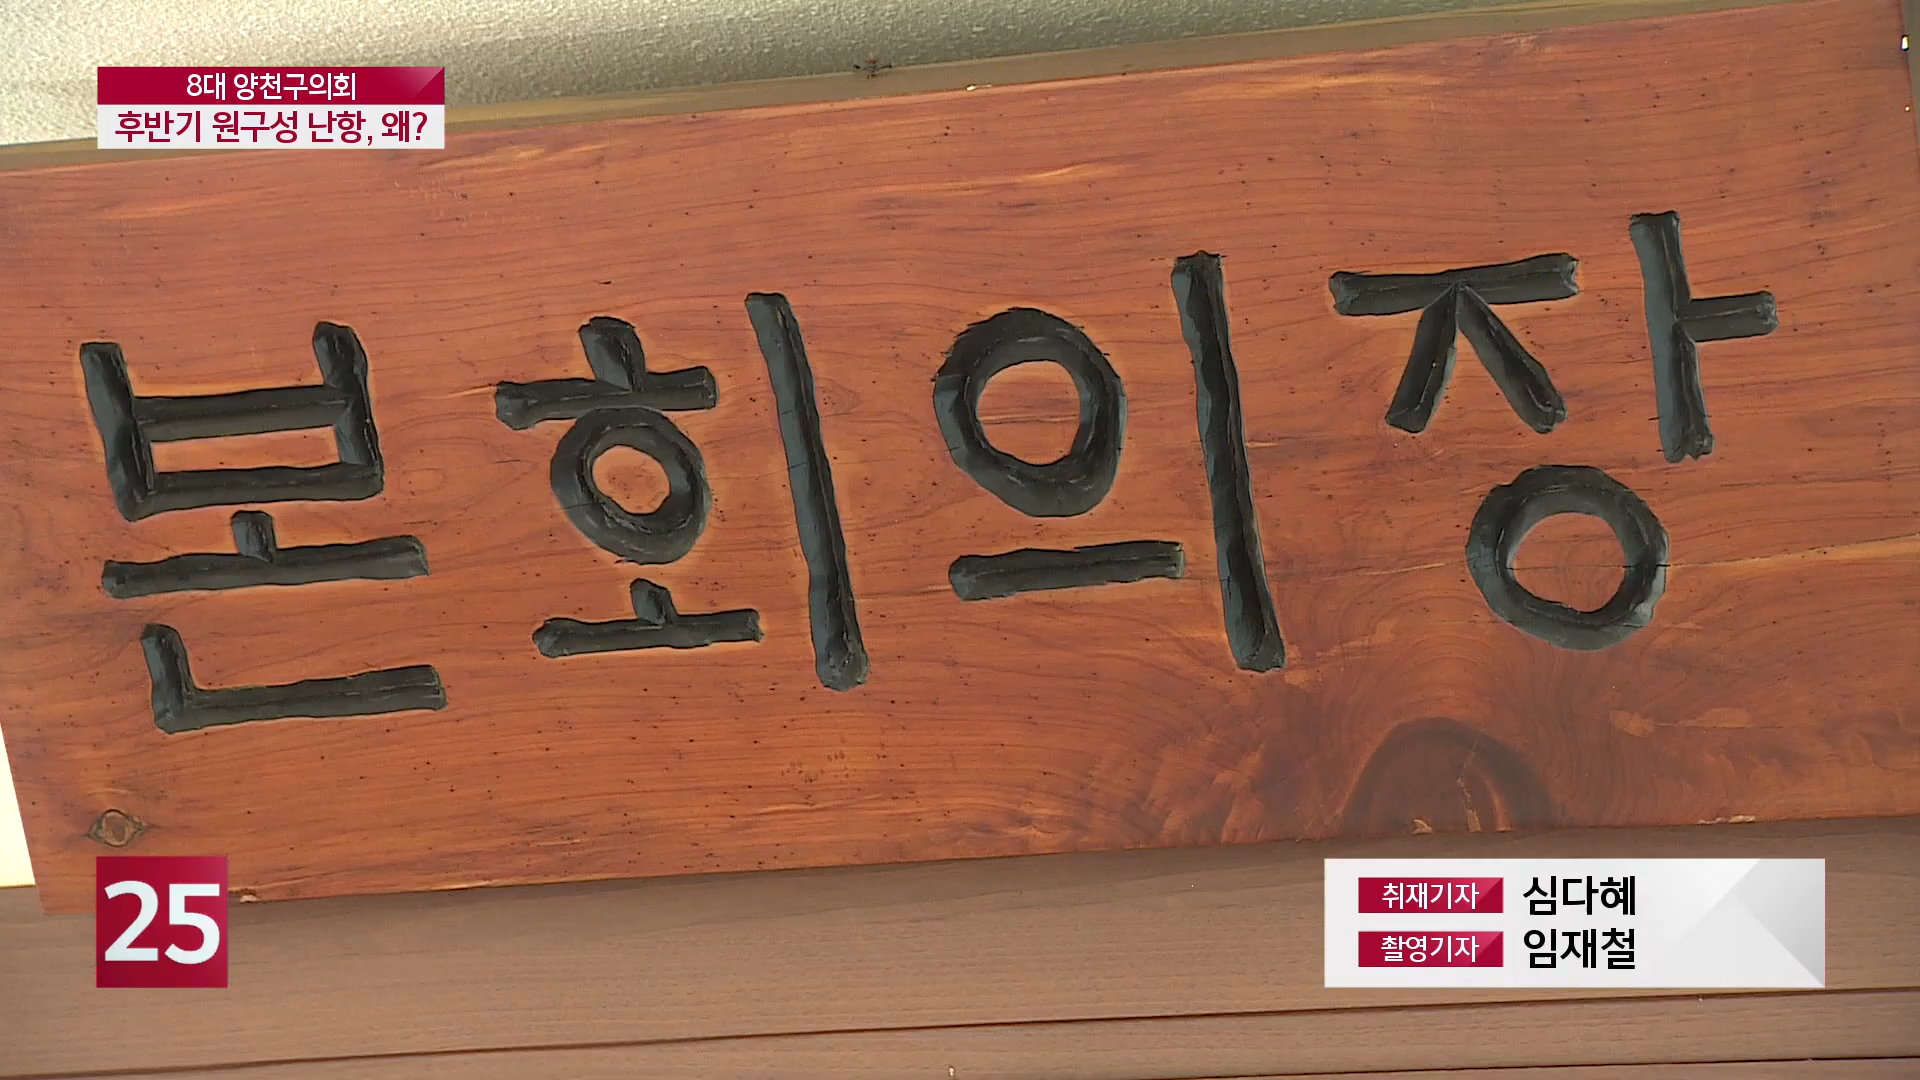 8대 양천구의회
후반기 원구성 난항, 왜?
본회의장
25
취재기자 심다혜
촬영기자 임재철